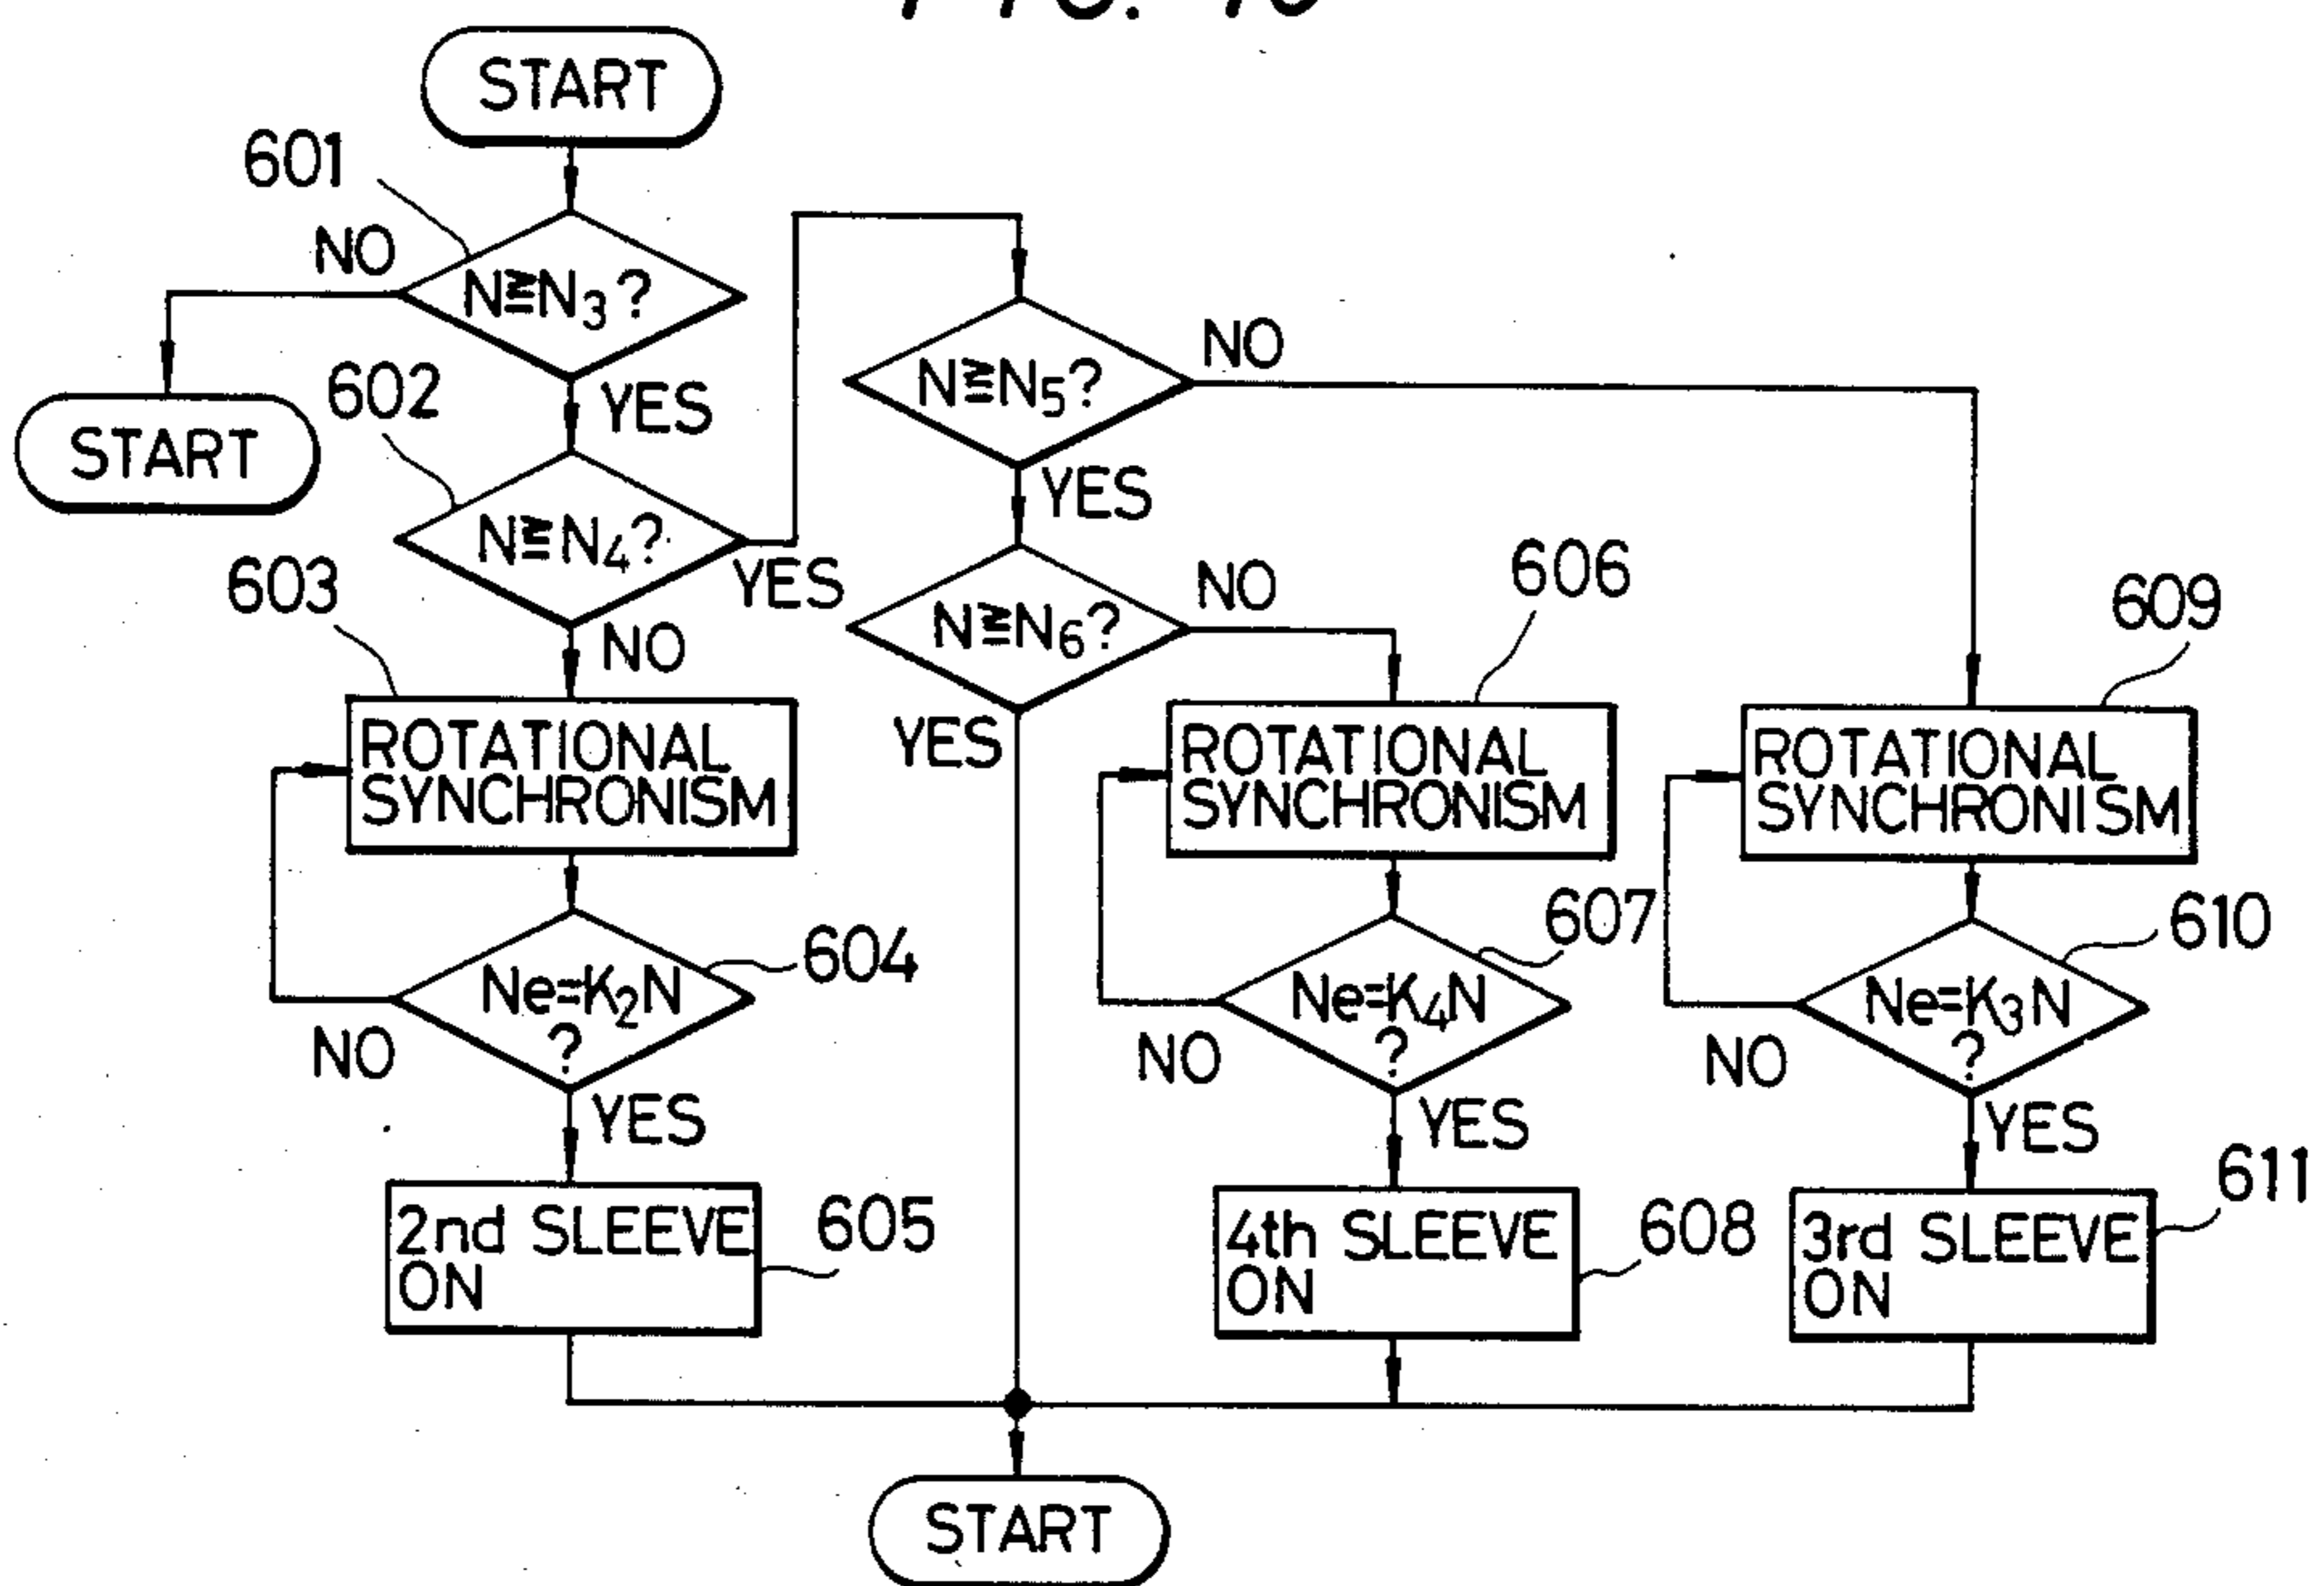 START
601
NO
N≧N3?
YES
START
602
N≧N4?
YES
NO
N≧N5?
NO
YES
N≧N6?
NO
YES
603
ROTATIONAL
SYNCHRONISM
606
ROTATIONAL
SYNCHRONISM
609
ROTATIONAL
SYNCHRONISM
604
Ne=K2N
?
NO
YES
607
Ne=K4N
?
NO
YES
610
Ne=K3N
?
NO
YES
2nd SLEEVE
ON
605
4th SLEEVE
ON
608
3rd SLEEVE
ON
611
START